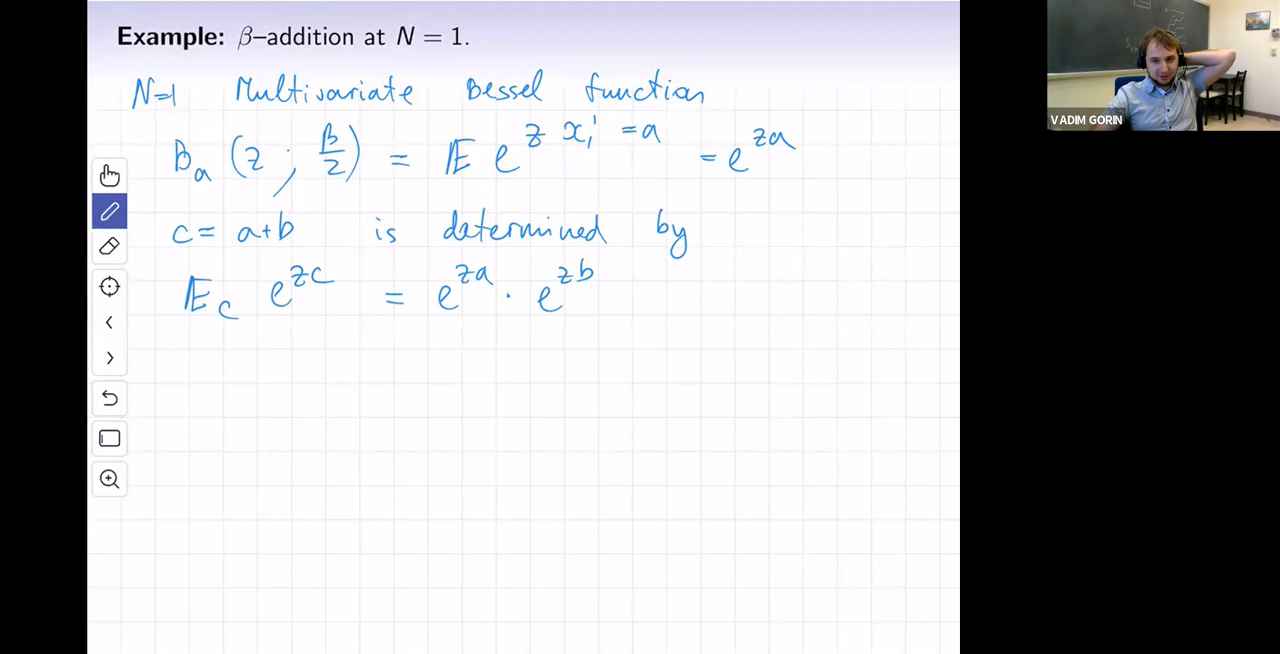 Example: β–addition at N = 1.
N=1 Multivariate Bessel function
B_a (z ; β/2) = 𝔼 e^{z x_1^1 = a} = e^{za}
c = a+b is determined by
𝔼_c e^{zc} = e^{za} · e^{zb}
VADIM GORIN